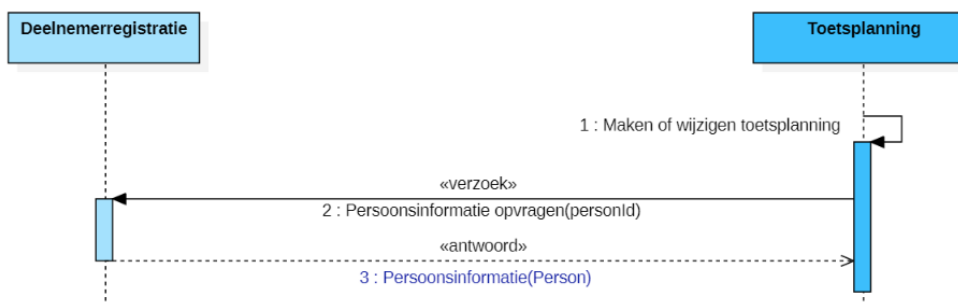 Deelnemerregistratie
Toetsplanning
1 : Maken of wijzigen toetsplanning
«verzoek»
2 : Persoonsinformatie opvragen(personId)
«antwoord»
3 : Persoonsinformatie(Person)